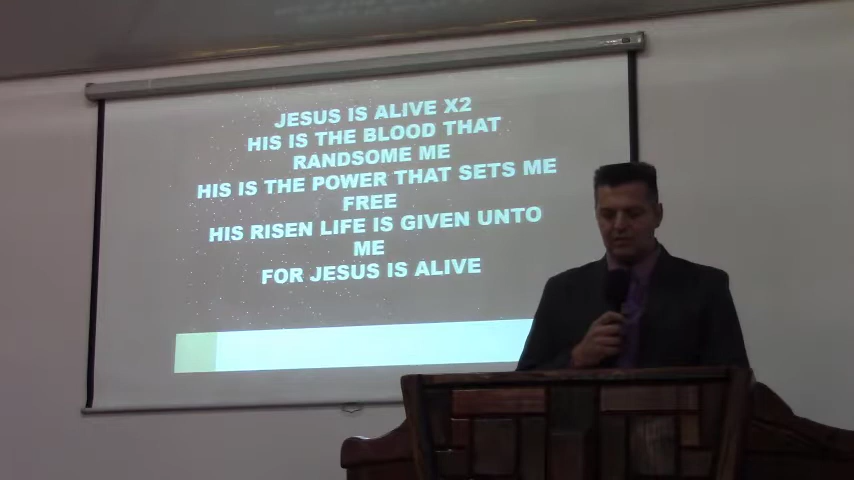 JESUS IS ALIVE X2
HIS IS THE BLOOD THAT
RANDSOME ME
HIS IS THE POWER THAT SETS ME
FREE
HIS RISEN LIFE IS GIVEN UNTO
ME
FOR JESUS IS ALIVE